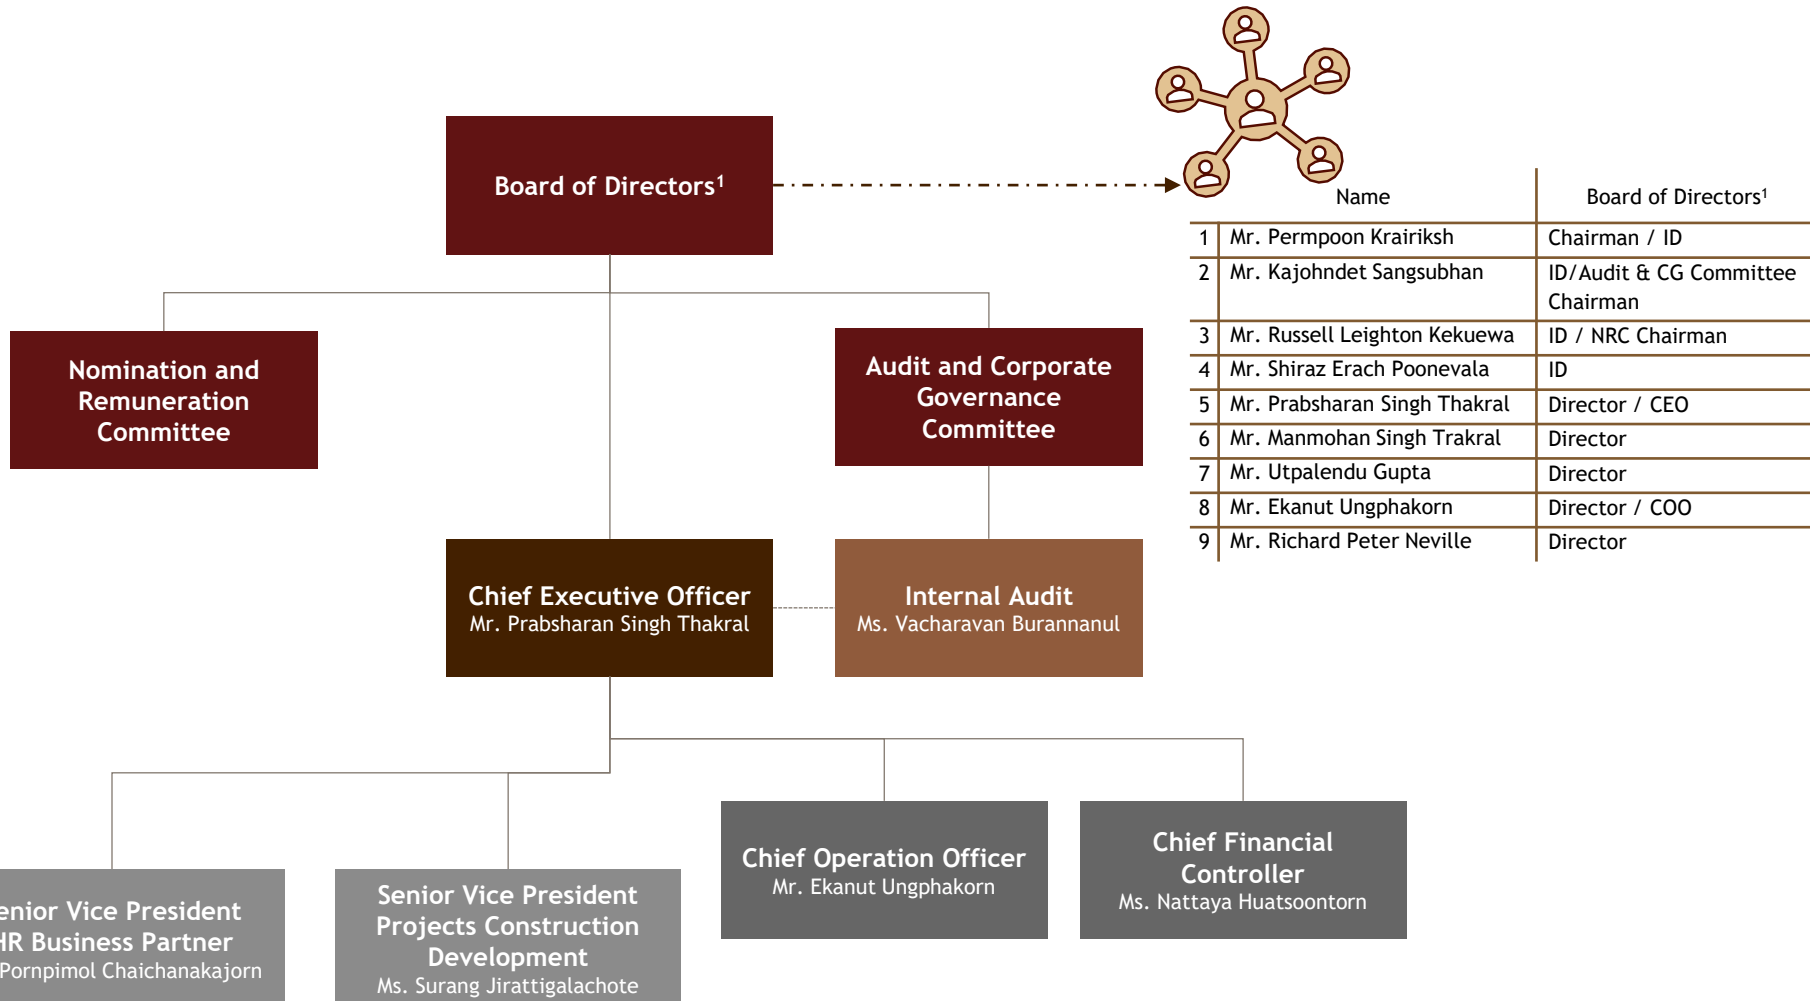 Board of Directors¹
Name Board of Directors¹
1 Mr. Permpoon Krairiksh Chairman / ID
2 Mr. Kajohndet Sangsubhan ID/Audit & CG Committee
Chairman
3 Mr. Russell Leighton Kekuewa ID / NRC Chairman
4 Mr. Shiraz Erach Poonevala ID
5 Mr. Prabsharan Singh Thakral Director / CEO
6 Mr. Manmohan Singh Trakral Director
7 Mr. Utpalendu Gupta Director
8 Mr. Ekanut Ungphakorn Director / COO
9 Mr. Richard Peter Neville Director
Nomination and
Remuneration
Committee
Audit and Corporate
Governance
Committee
Chief Executive Officer
Mr. Prabsharan Singh Thakral
Internal Audit
Ms. Vacharavan Burannanul
enior Vice President
HR Business Partner
Pornpimol Chaichanakajorn
Senior Vice President
Projects Construction
Development
Ms. Surang Jirattigalachote
Chief Operation Officer
Mr. Ekanut Ungphakorn
Chief Financial
Controller
Ms. Nattaya Huatsoontorn